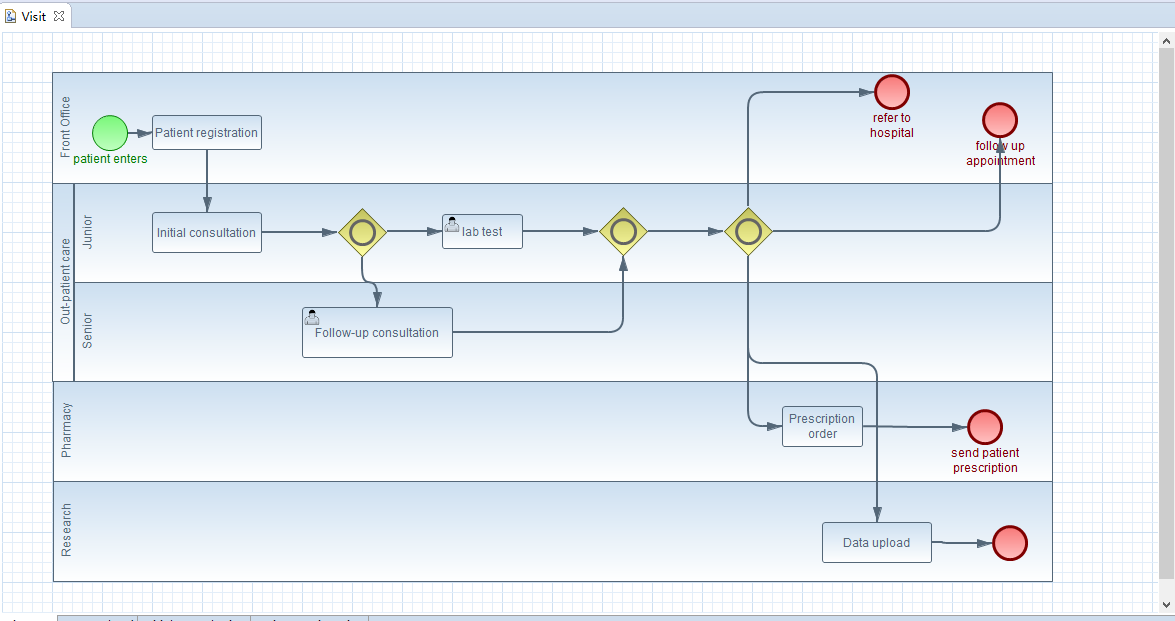 Visit
Front Office
patient enters
Patient registration
refer to
hospital
follow up
appointment
Out-patient care
Junior
Initial consultation
lab test
Senior
Follow-up consultation
Pharmacy
Prescription
order
send patient
prescription
Research
Data upload